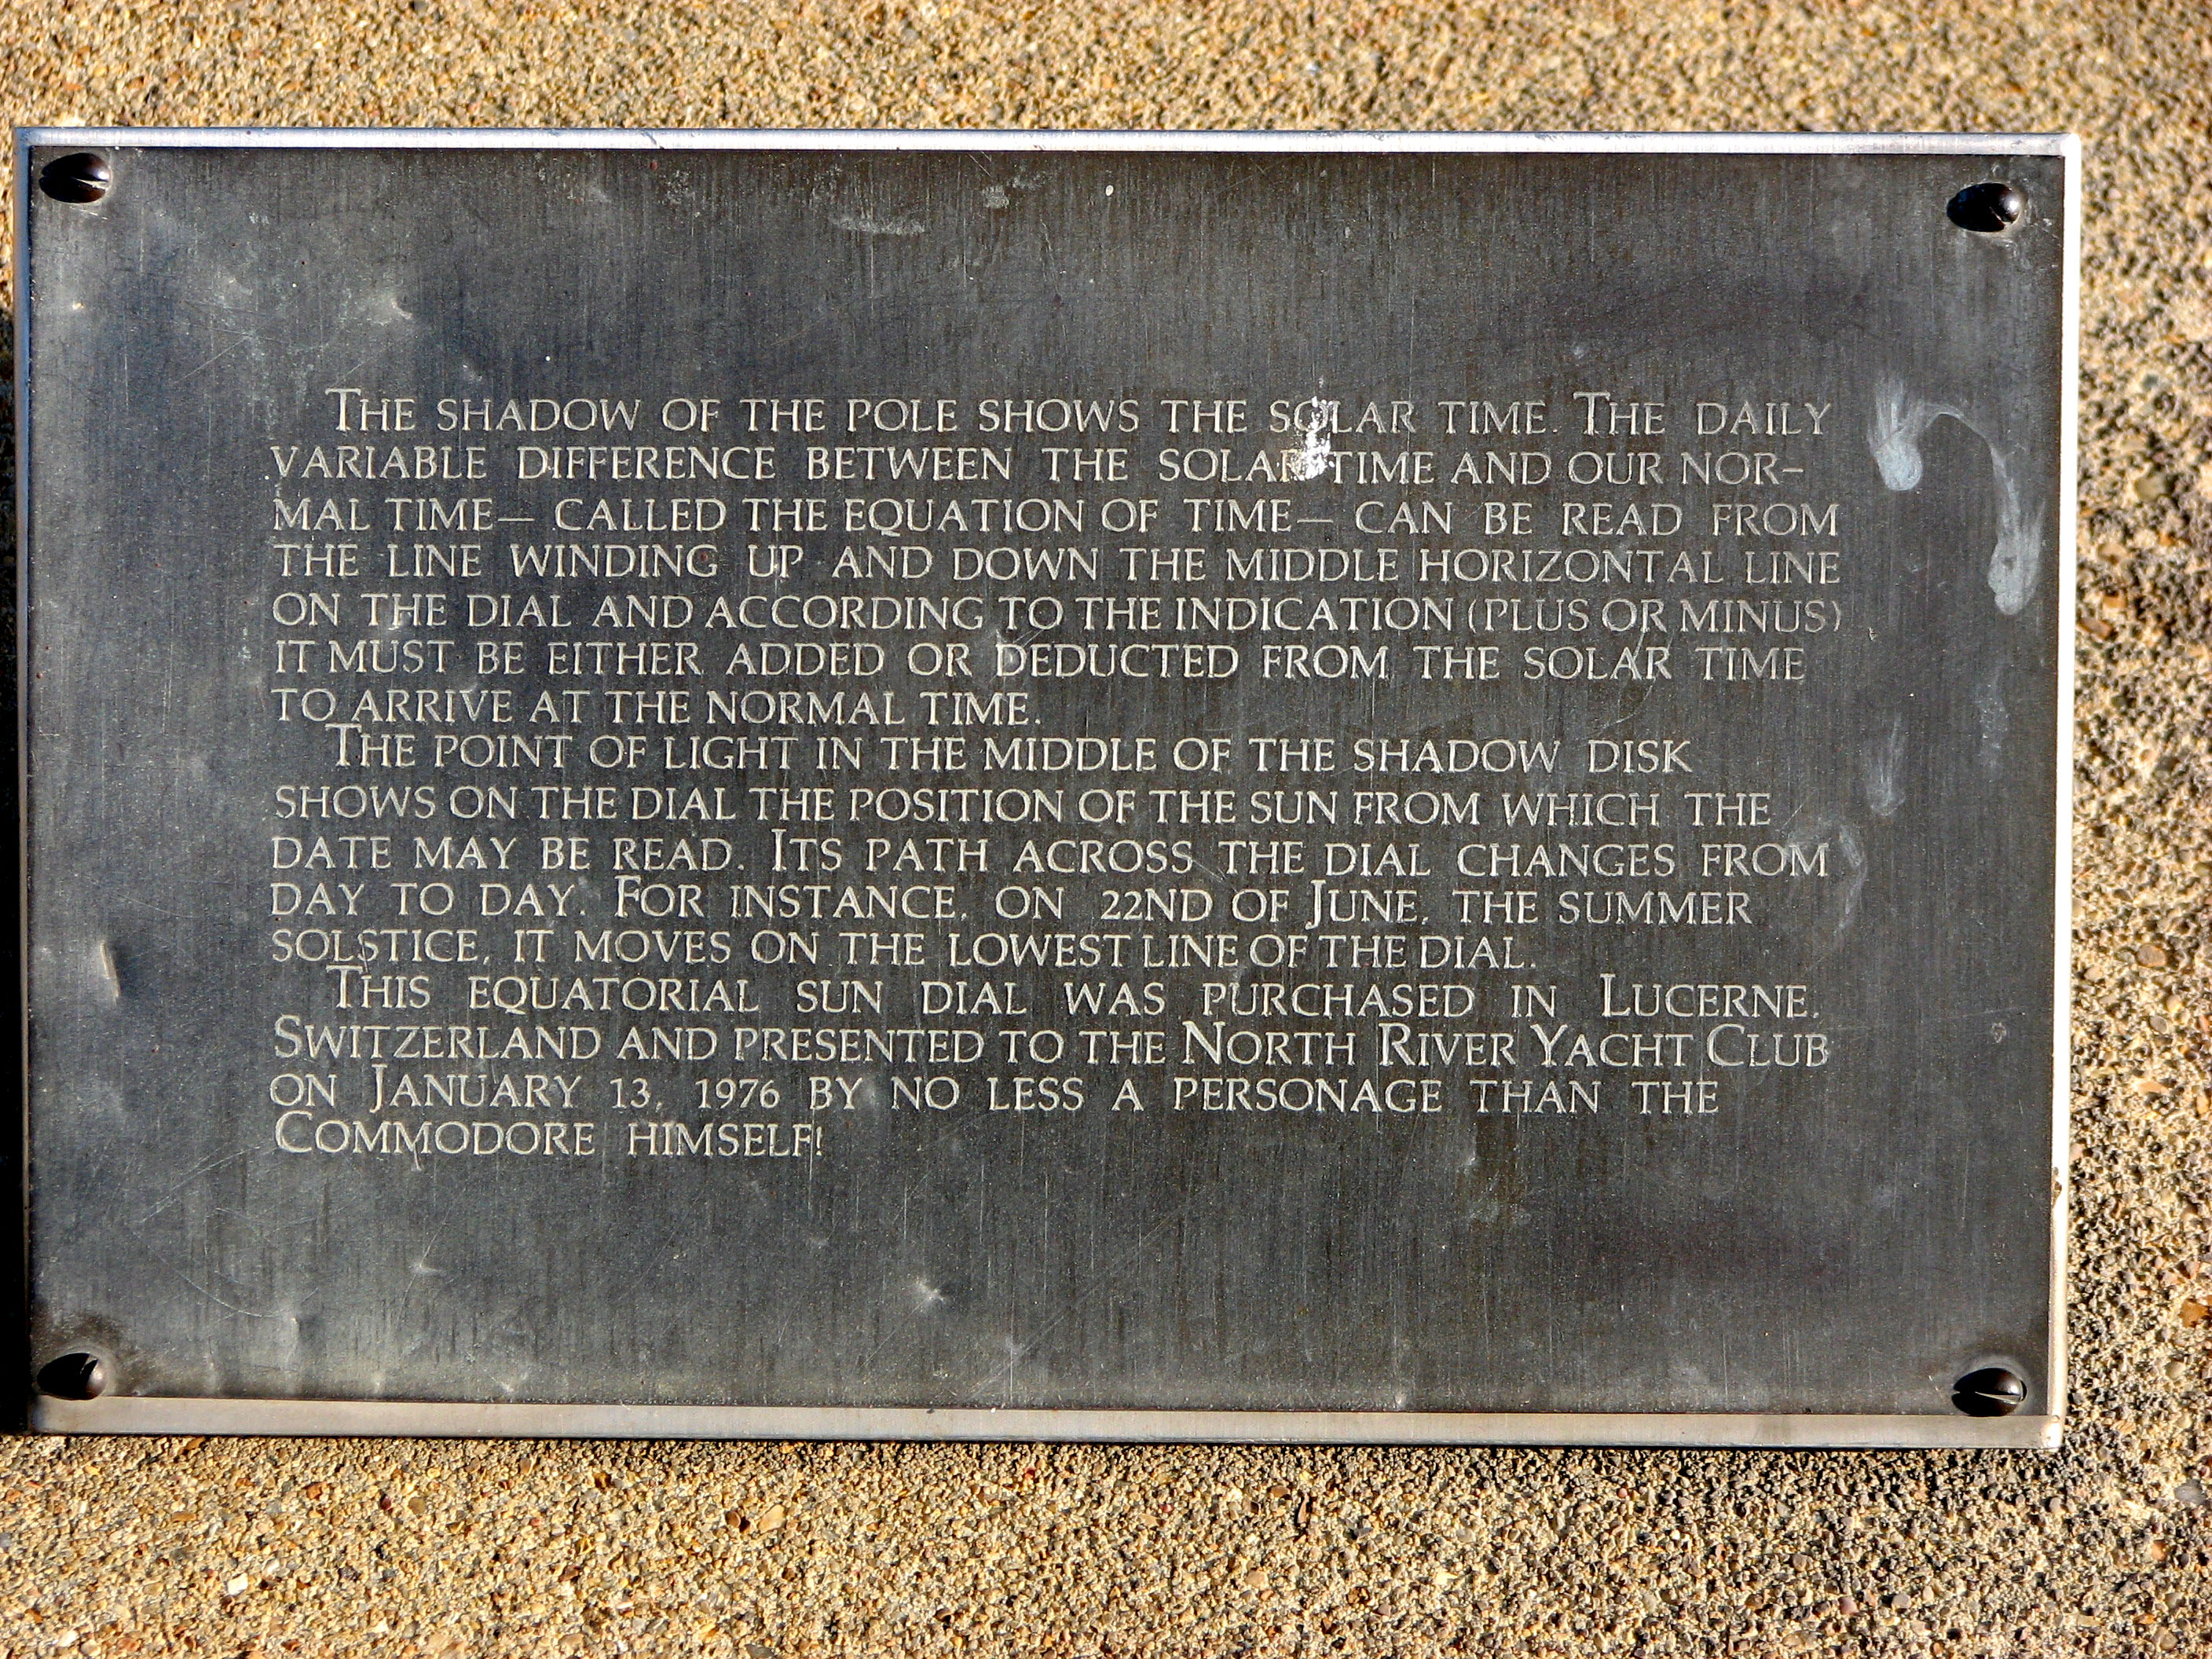 THE SHADOW OF THE POLE SHOWS THE SOLAR TIME. THE DAILY
VARIABLE DIFFERENCE BETWEEN THE SOLAR TIME AND OUR NOR-
MAL TIME— CALLED THE EQUATION OF TIME— CAN BE READ FROM
THE LINE WINDING UP AND DOWN THE MIDDLE HORIZONTAL LINE
ON THE DIAL AND ACCORDING TO THE INDICATION (PLUS OR MINUS)
IT MUST BE EITHER ADDED OR DEDUCTED FROM THE SOLAR TIME
TO ARRIVE AT THE NORMAL TIME.
THE POINT OF LIGHT IN THE MIDDLE OF THE SHADOW DISK
SHOWS ON THE DIAL THE POSITION OF THE SUN FROM WHICH THE
DATE MAY BE READ. ITS PATH ACROSS THE DIAL CHANGES FROM
DAY TO DAY. FOR INSTANCE, ON 22ND OF JUNE, THE SUMMER
SOLSTICE, IT MOVES ON THE LOWEST LINE OF THE DIAL.
THIS EQUATORIAL SUN DIAL WAS PURCHASED IN LUCERNE,
SWITZERLAND AND PRESENTED TO THE NORTH RIVER YACHT CLUB
ON JANUARY 13, 1976 BY NO LESS A PERSONAGE THAN THE
COMMODORE HIMSELF!